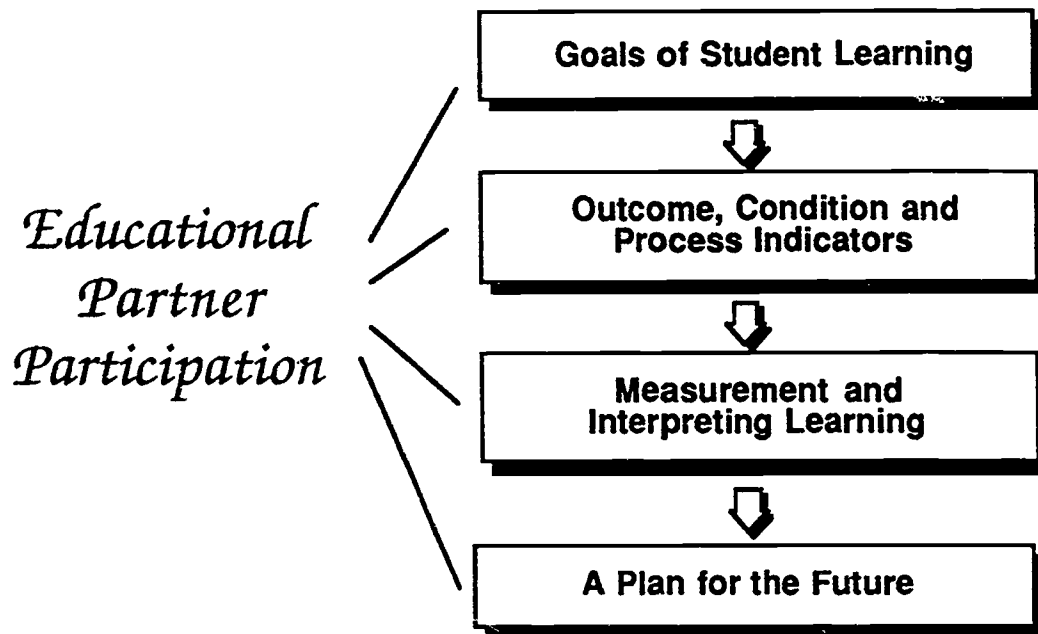 Educational
Partner
Participation
Goals of Student Learning
Outcome, Condition and
Process Indicators
Measurement and
Interpreting Learning
A Plan for the Future